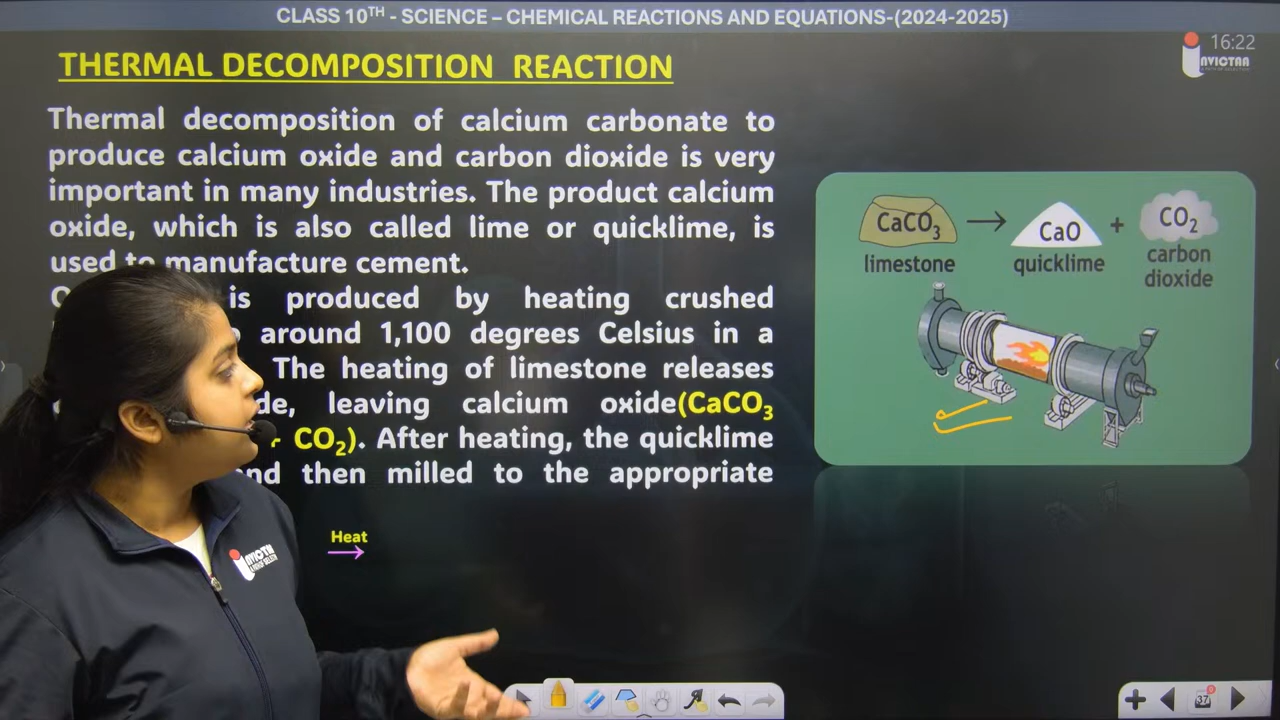 CLASS 10TH - SCIENCE – CHEMICAL REACTIONS AND EQUATIONS-(2024-2025)
16:22
INVICTAA
THERMAL DECOMPOSITION REACTION
Thermal decomposition of calcium carbonate to
produce calcium oxide and carbon dioxide is very
important in many industries. The product calcium
oxide, which is also called lime or quicklime, is
used to manufacture cement.
is produced by heating crushed
around 1,100 degrees Celsius in a
The heating of limestone releases
leaving calcium oxide(CaCO₃
CO₂). After heating, the quicklime
then milled to the appropriate
Heat
CaCO₃ → CaO + CO₂
limestone quicklime carbon
dioxide
37